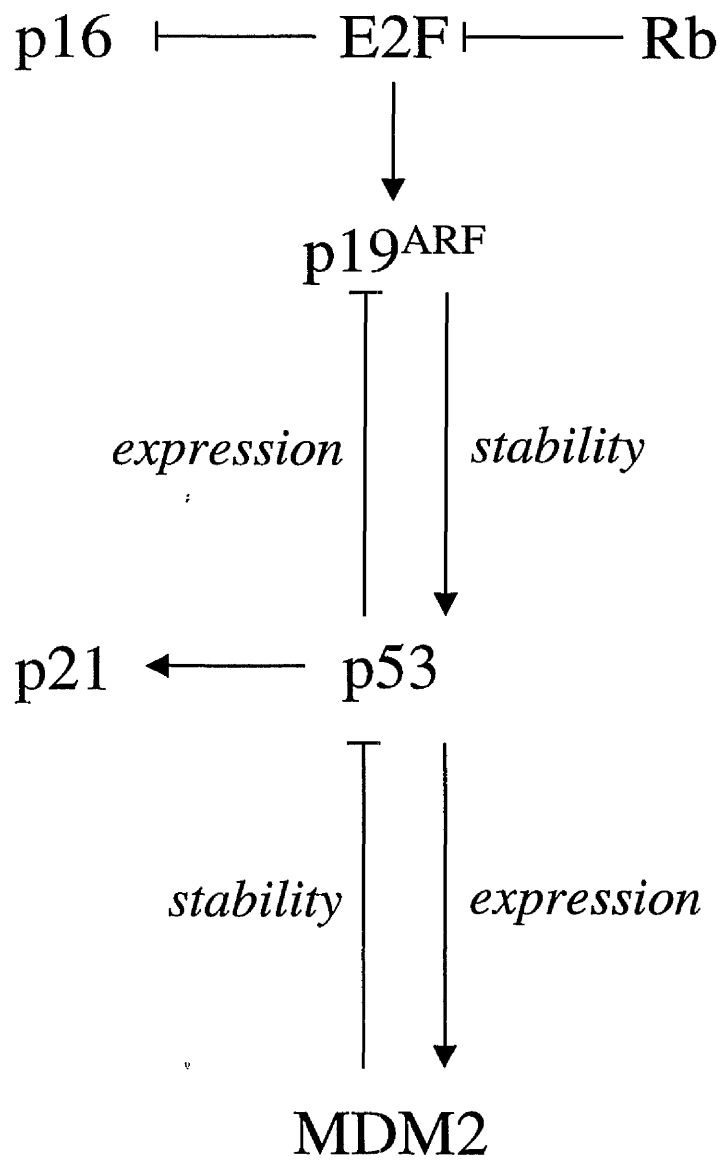 p16 E2F Rb
p19ARF
expression stability
p21 p53
stability expression
MDM2